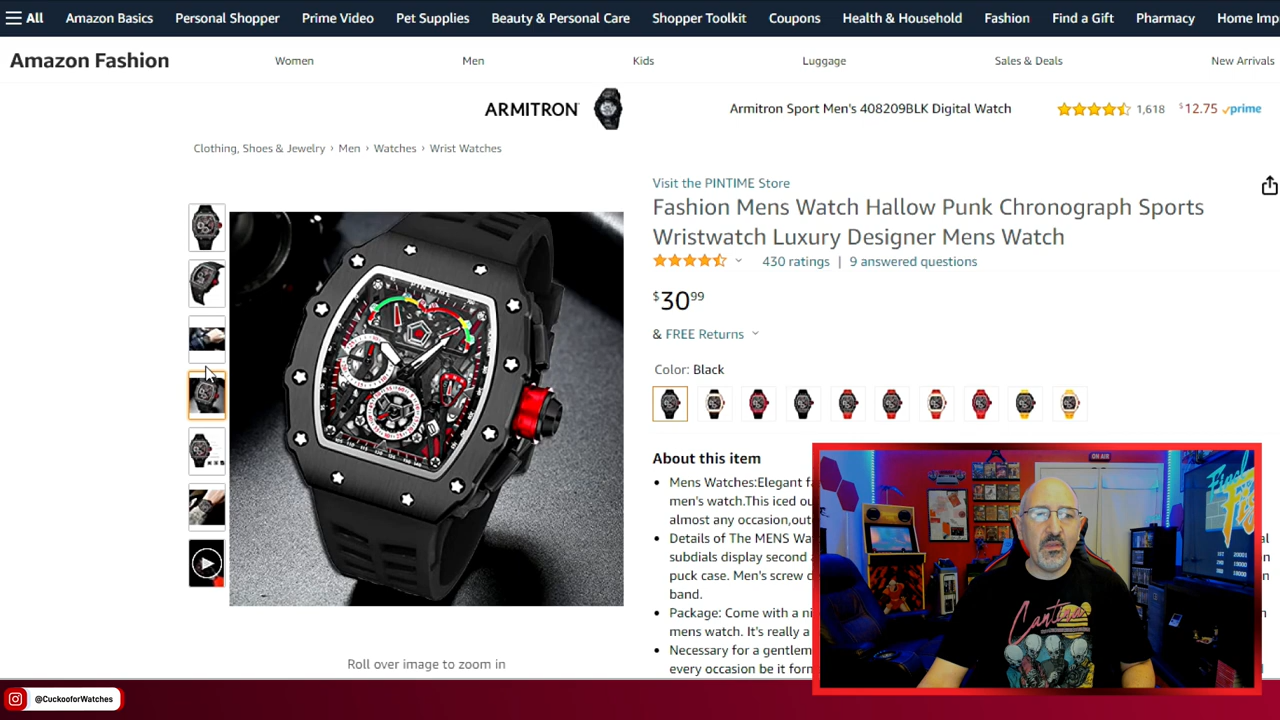 All Amazon Basics Personal Shopper Prime Video Pet Supplies Beauty & Personal Care Shopper Toolkit Coupons Health & Household Fashion Find a Gift Pharmacy Home Imp
Amazon Fashion Women Men Kids Luggage Sales & Deals New Arrivals
ARMITRON Armitron Sport Men's 408209BLK Digital Watch 1,618 $12.75 prime
Clothing, Shoes & Jewelry › Men › Watches › Wrist Watches
Visit the PINTIME Store
Fashion Mens Watch Hallow Punk Chronograph Sports
Wristwatch Luxury Designer Mens Watch
430 ratings | 9 answered questions
$30 99
& FREE Returns
Color: Black
About this item
• Mens Watches:Elegant f
men's watch.This iced ou
almost any occasion,out
• Details of The MENS Wa
subdials display second a
puck case. Men's screw d
band.
• Package: Come with a ni
mens watch. It's really a
• Necessary for a gentlem
every occasion be it form
Roll over image to zoom in
ON AIR
Final
Cantina
@CuckooforWatches